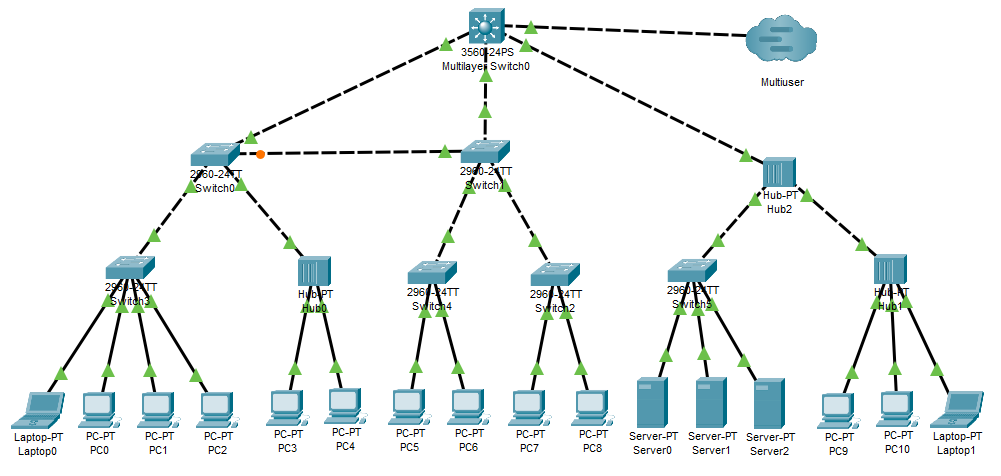 3560-24PS
Multilayer Switch0
Multiuser
2960-24TT
Switch0
2960-24TT
Switch1
Hub-PT
Hub2
2960-24TT
Switch3
Hub-PT
Hub0
2960-24TT
Switch4
2960-24TT
Switch2
2960-24TT
Switch5
Hub-PT
Hub1
Laptop-PT
Laptop0
PC-PT
PC0
PC-PT
PC1
PC-PT
PC2
PC-PT
PC3
PC-PT
PC4
PC-PT
PC5
PC-PT
PC6
PC-PT
PC7
PC-PT
PC8
Server-PT
Server0
Server-PT
Server1
Server-PT
Server2
PC-PT
PC9
PC-PT
PC10
Laptop-PT
Laptop1